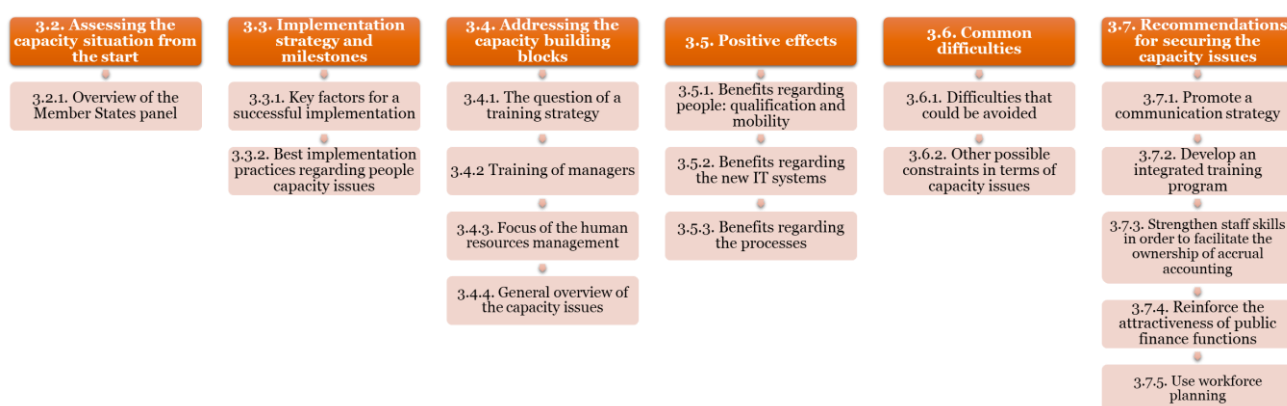 3.2. Assessing the
capacity situation from
the start
3.2.1. Overview of the
Member States panel
3.3. Implementation
strategy and
milestones
3.3.1. Key factors for a
successful implementation
3.3.2. Best implementation
practices regarding people
capacity issues
3.4. Addressing the
capacity building
blocks
3.4.1. The question of a
training strategy
3.4.2 Training of managers
3.4.3. Focus of the human
resources management
3.4.4. General overview of
the capacity issues
3.5. Positive effects
3.5.1. Benefits regarding
people: qualification and
mobility
3.5.2. Benefits regarding
the new IT systems
3.5.3. Benefits regarding
the processes
3.6. Common
difficulties
3.6.1. Difficulties that
could be avoided
3.6.2. Other possible
constraints in terms of
capacity issues
3.7. Recommendations
for securing the
capacity issues
3.7.1. Promote a
communication strategy
3.7.2. Develop an
integrated training
program
3.7.3. Strengthen staff skills
in order to facilitate the
ownership of accrual
accounting
3.7.4. Reinforce the
attractiveness of public
finance functions
3.7.5. Use workforce
planning